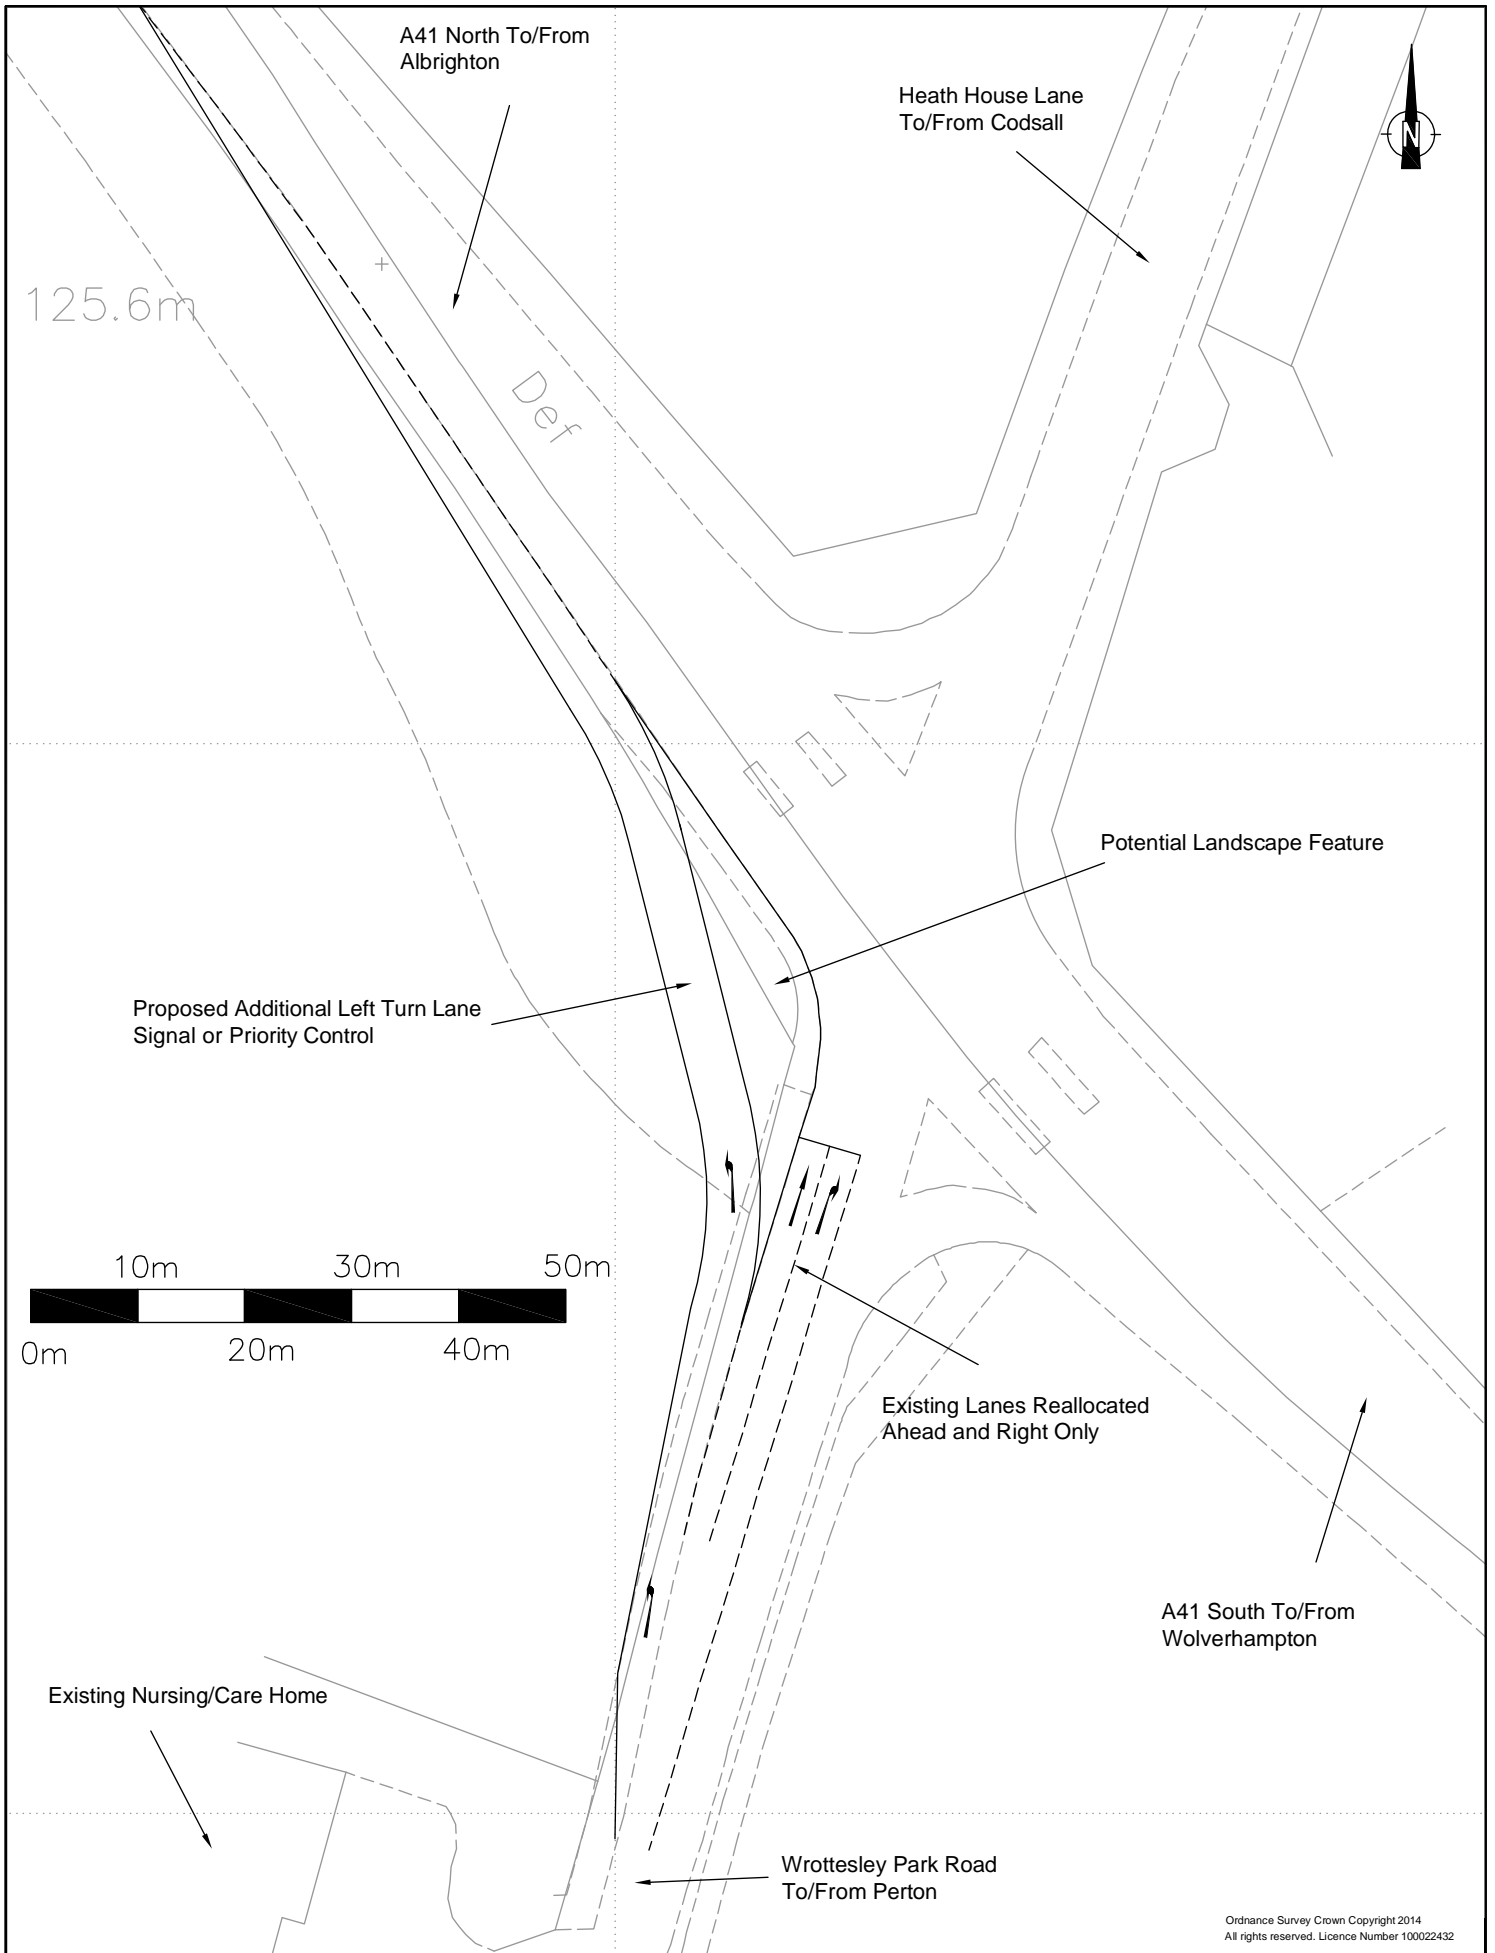 A41 North To/From
Albrighton
Heath House Lane
To/From Codsall
N
125.6m
Def
Potential Landscape Feature
Proposed Additional Left Turn Lane
Signal or Priority Control
10m 30m 50m
0m 20m 40m
Existing Lanes Reallocated
Ahead and Right Only
A41 South To/From
Wolverhampton
Existing Nursing/Care Home
Wrottesley Park Road
To/From Perton
Ordnance Survey Crown Copyright 2014
All rights reserved. Licence Number 100022432